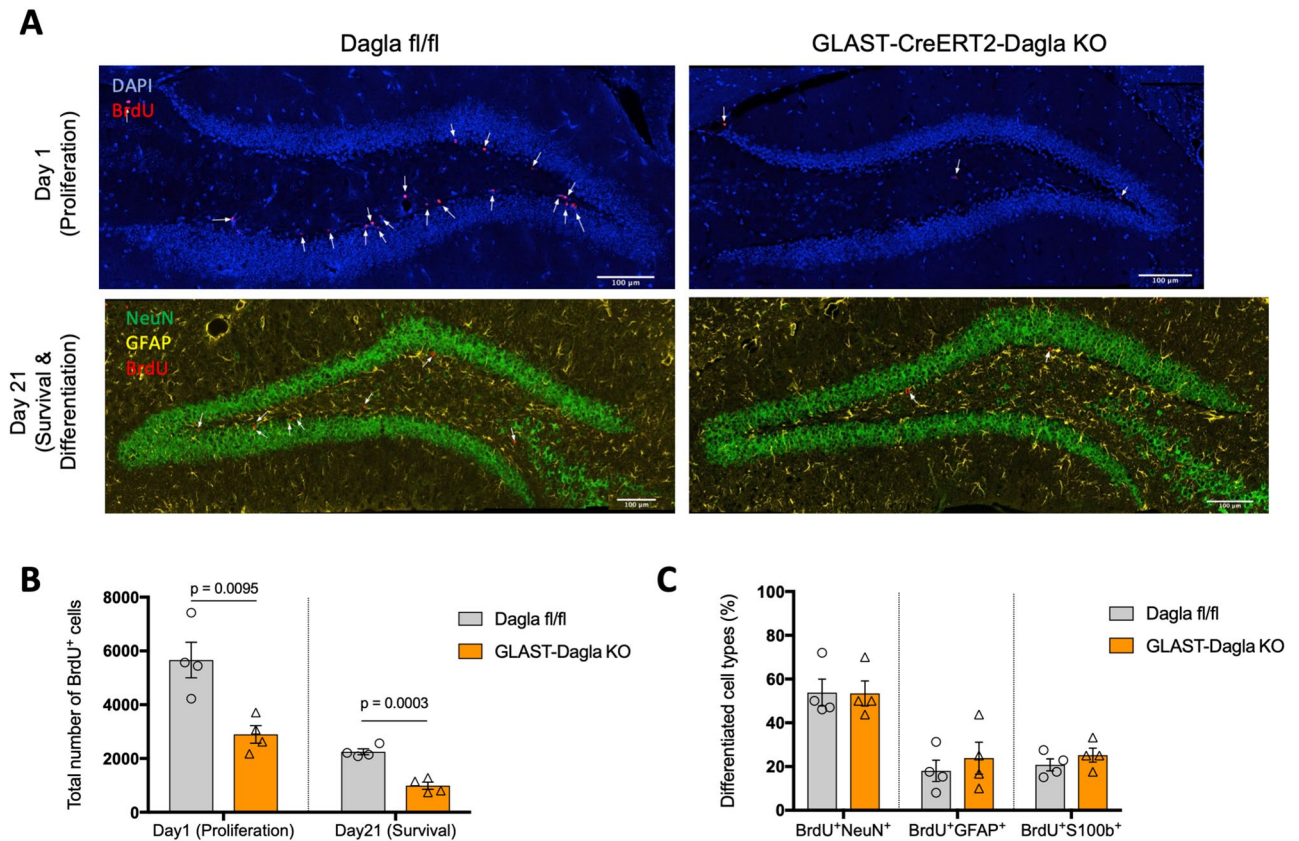 A
Dagla fl/fl
GLAST-CreERT2-Dagla KO
Day 1
(Proliferation)
DAPI
BrdU
100 µm
100 µm
Day 21
(Survival &
Differentiation)
NeuN
GFAP
BrdU
100 µm
100 µm
B
Total number of BrdU⁺ cells
8000
6000
4000
2000
0
p = 0.0095
p = 0.0003
Day1 (Proliferation)
Day21 (Survival)
Dagla fl/fl
GLAST-Dagla KO
C
Differentiated cell types (%)
100
80
60
40
20
0
BrdU⁺NeuN⁺
BrdU⁺GFAP⁺
BrdU⁺S100b⁺
Dagla fl/fl
GLAST-Dagla KO